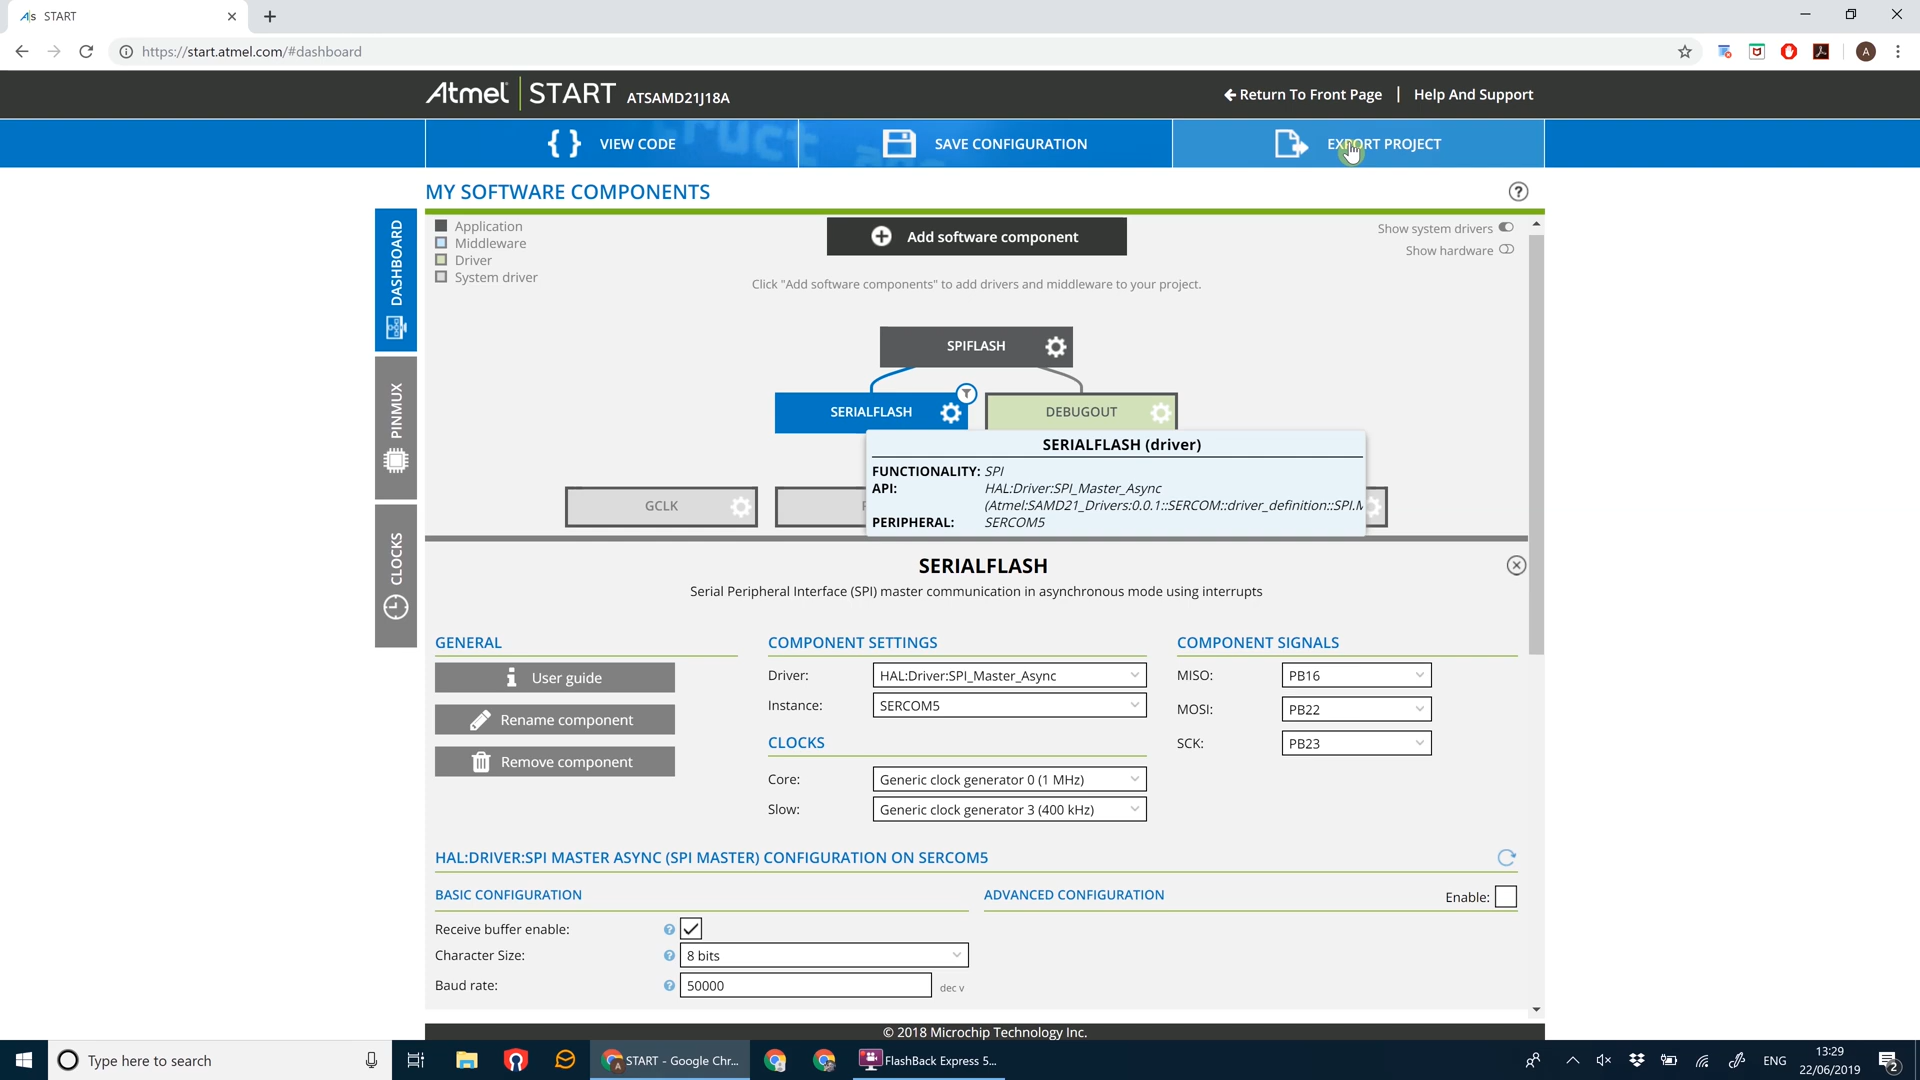 START
https://start.atmel.com/#dashboard
A
Atmel START ATSAMD21J18A
Return To Front Page | Help And Support
VIEW CODE
SAVE CONFIGURATION
EXPORT PROJECT
MY SOFTWARE COMPONENTS
DASHBOARD
PINMUX
CLOCKS
Application
Middleware
Driver
System driver
Add software component
Click "Add software components" to add drivers and middleware to your project.
Show system drivers
Show hardware
SPIFLASH
SERIALFLASH
DEBUGOUT
GCLK
SERIALFLASH (driver)
FUNCTIONALITY: SPI
API: HAL:Driver:SPI_Master_Async
(Atmel:SAMD21_Drivers:0.0.1::SERCOM::driver_definition::SPI.M
PERIPHERAL: SERCOM5
SERIALFLASH
Serial Peripheral Interface (SPI) master communication in asynchronous mode using interrupts
GENERAL
User guide
Rename component
Remove component
COMPONENT SETTINGS
Driver: HAL:Driver:SPI_Master_Async
Instance: SERCOM5
CLOCKS
Core: Generic clock generator 0 (1 MHz)
Slow: Generic clock generator 3 (400 kHz)
COMPONENT SIGNALS
MISO: PB16
MOSI: PB22
SCK: PB23
HAL:DRIVER:SPI MASTER ASYNC (SPI MASTER) CONFIGURATION ON SERCOM5
BASIC CONFIGURATION
Receive buffer enable:
Character Size: 8 bits
Baud rate: 50000 dec v
ADVANCED CONFIGURATION
Enable:
© 2018 Microchip Technology Inc.
Type here to search
START - Google Chr...
FlashBack Express 5...
ENG
13:29
22/06/2019
2